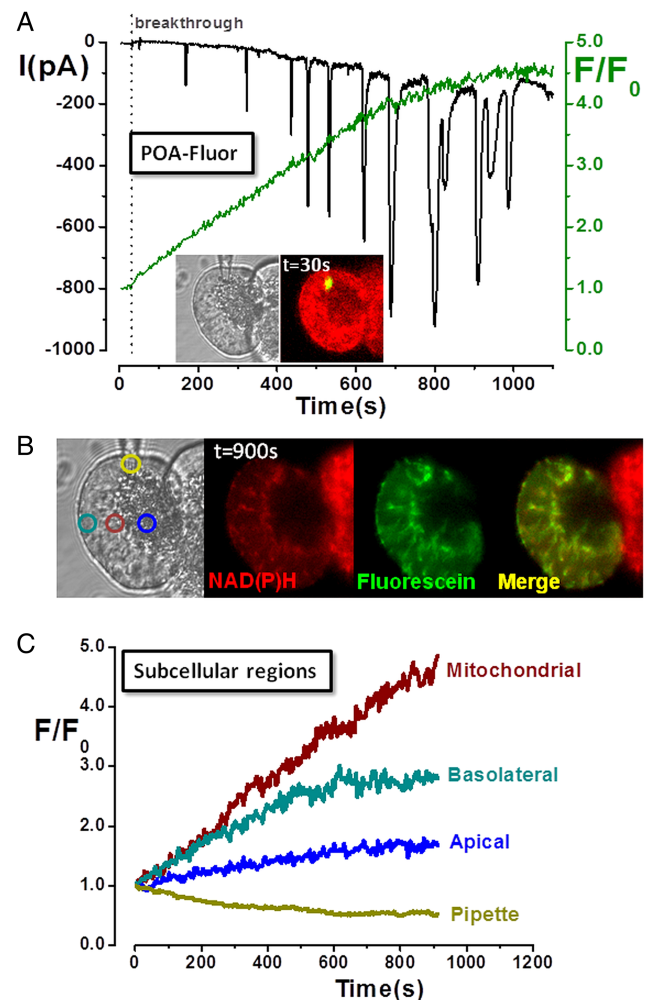 A
breakthrough
I(pA)
0
-200
-400
-600
-800
-1000
5.0
4.0
3.0
2.0
1.0
0.0
F/F0
POA-Fluor
t=30s
0 200 400 600 800 1000
Time(s)
B
t=900s
NAD(P)H
Fluorescein
Merge
C
5.0
4.0
3.0
2.0
1.0
0.0
F/F0
Subcellular regions
Mitochondrial
Basolateral
Apical
Pipette
0 200 400 600 800 1000 1200
Time(s)